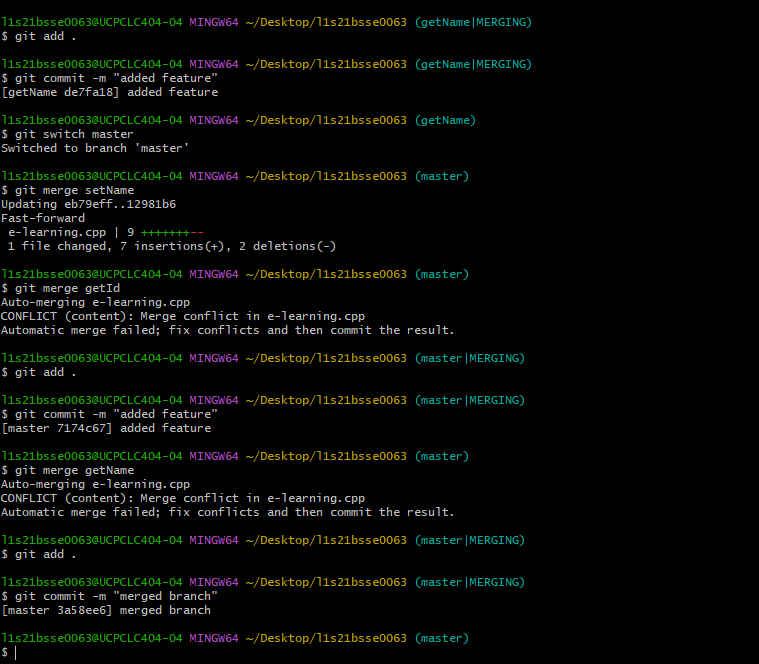 l1s21bsse0063@UCPCLC404-04 MINGW64 ~/Desktop/l1s21bsse0063 (getName|MERGING)
$ git add .
l1s21bsse0063@UCPCLC404-04 MINGW64 ~/Desktop/l1s21bsse0063 (getName|MERGING)
$ git commit -m "added feature"
[getName de7fa18] added feature
l1s21bsse0063@UCPCLC404-04 MINGW64 ~/Desktop/l1s21bsse0063 (getName)
$ git switch master
Switched to branch 'master'
l1s21bsse0063@UCPCLC404-04 MINGW64 ~/Desktop/l1s21bsse0063 (master)
$ git merge setName
Updating eb79eff..12981b6
Fast-forward
 e-learning.cpp | 9 +++++++--
 1 file changed, 7 insertions(+), 2 deletions(-)
l1s21bsse0063@UCPCLC404-04 MINGW64 ~/Desktop/l1s21bsse0063 (master)
$ git merge getId
Auto-merging e-learning.cpp
CONFLICT (content): Merge conflict in e-learning.cpp
Automatic merge failed; fix conflicts and then commit the result.
l1s21bsse0063@UCPCLC404-04 MINGW64 ~/Desktop/l1s21bsse0063 (master|MERGING)
$ git add .
l1s21bsse0063@UCPCLC404-04 MINGW64 ~/Desktop/l1s21bsse0063 (master|MERGING)
$ git commit -m "added feature"
[master 7174c67] added feature
l1s21bsse0063@UCPCLC404-04 MINGW64 ~/Desktop/l1s21bsse0063 (master)
$ git merge getName
Auto-merging e-learning.cpp
CONFLICT (content): Merge conflict in e-learning.cpp
Automatic merge failed; fix conflicts and then commit the result.
l1s21bsse0063@UCPCLC404-04 MINGW64 ~/Desktop/l1s21bsse0063 (master|MERGING)
$ git add .
l1s21bsse0063@UCPCLC404-04 MINGW64 ~/Desktop/l1s21bsse0063 (master|MERGING)
$ git commit -m "merged branch"
[master 3a58ee6] merged branch
l1s21bsse0063@UCPCLC404-04 MINGW64 ~/Desktop/l1s21bsse0063 (master)
$